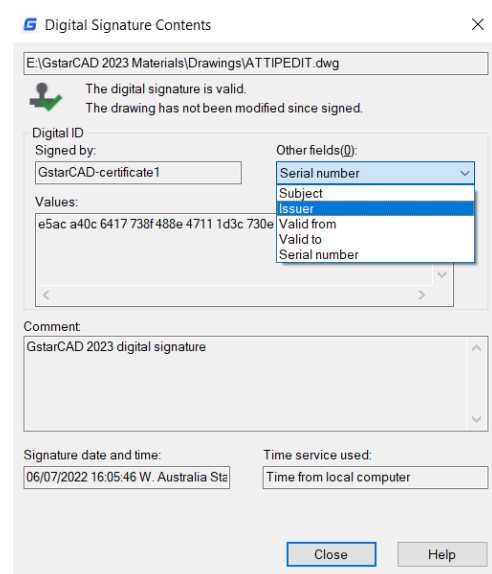 Digital Signature Contents
E:\GstarCAD 2023 Materials\Drawings\ATTIPEDIT.dwg
The digital signature is valid.
The drawing has not been modified since signed.
Digital ID
Signed by:
Other fields(0):
GstarCAD-certificate1
Serial number
Subject
Issuer
Valid from
Valid to
Serial number
Values:
e5ac a40c 6417 738f 488e 4711 1d3c 730e
Comment:
GstarCAD 2023 digital signature
Signature date and time:
Time service used:
06/07/2022 16:05:46 W. Australia Sta
Time from local computer
Close
Help